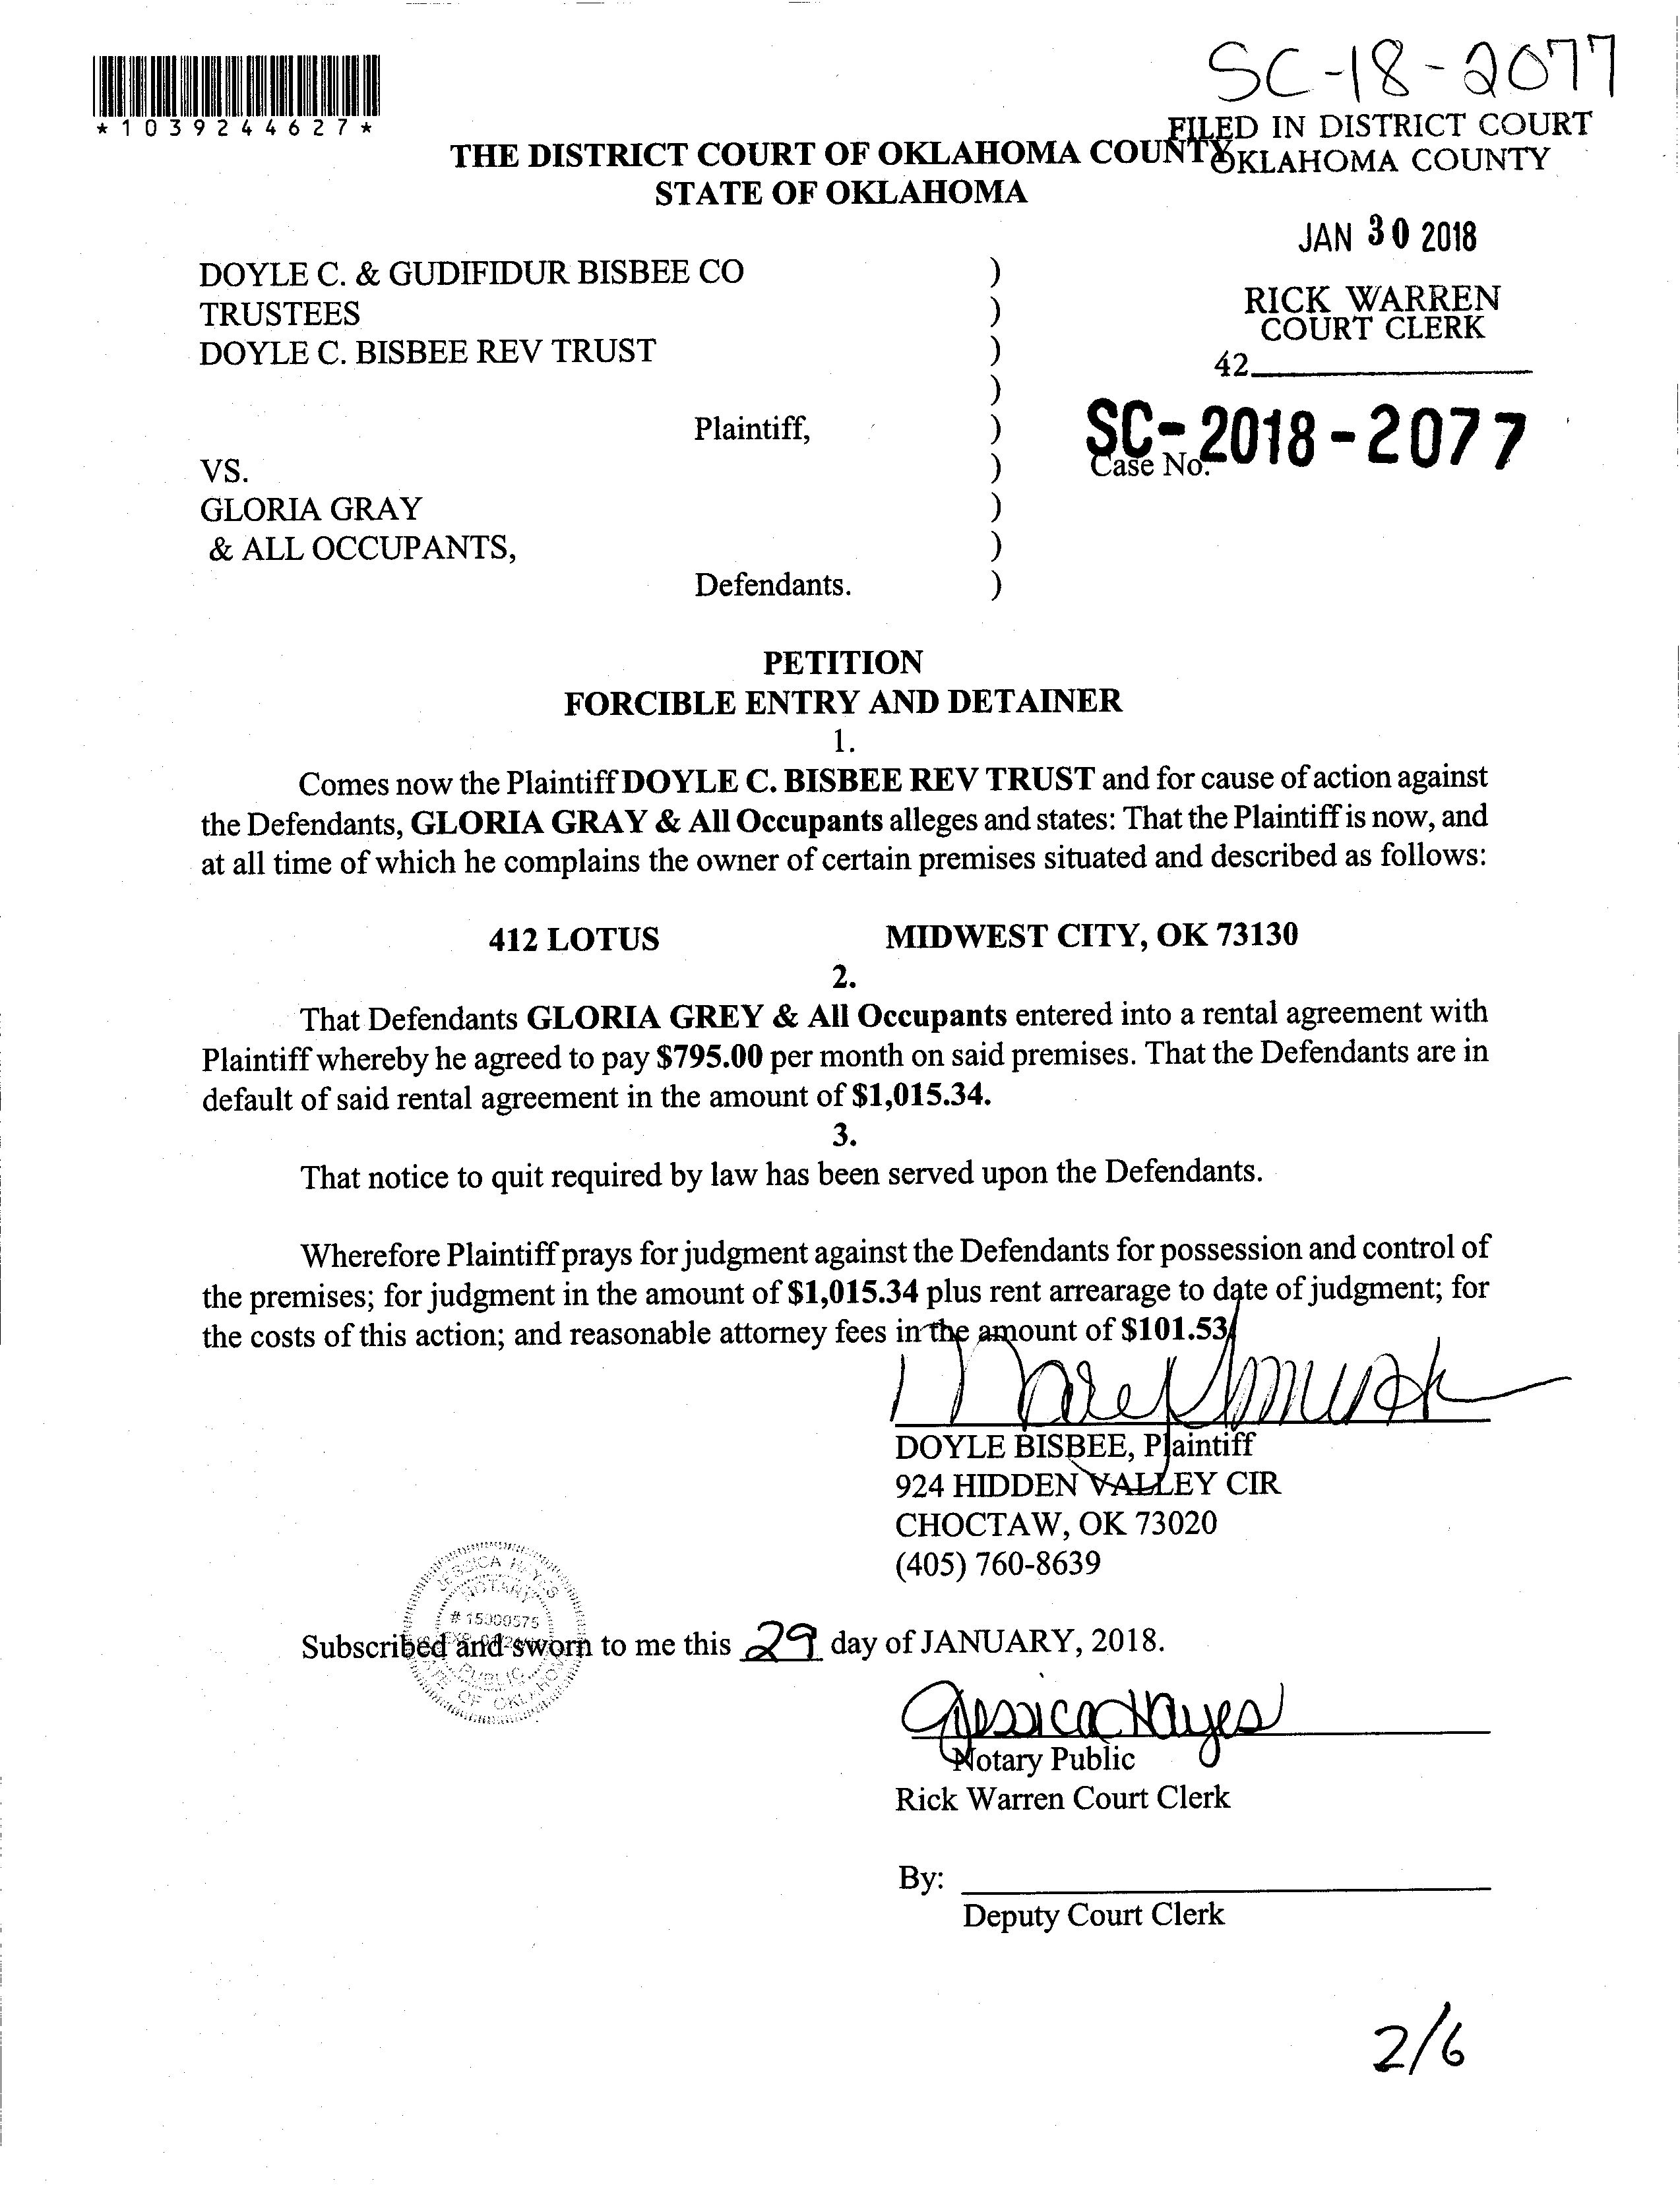 SC-18-2077
*1039244627*
FILED IN DISTRICT COURT
OKLAHOMA COUNTY
THE DISTRICT COURT OF OKLAHOMA COUNTY
STATE OF OKLAHOMA
JAN 30 2018
RICK WARREN
COURT CLERK
42
DOYLE C. & GUDIFIDUR BISBEE CO )
TRUSTEES )
DOYLE C. BISBEE REV TRUST )
)
Plaintiff, )
SC-2018-2077
Case No.
VS. )
GLORIA GRAY )
& ALL OCCUPANTS, )
Defendants. )
PETITION
FORCIBLE ENTRY AND DETAINER
1.
Comes now the Plaintiff DOYLE C. BISBEE REV TRUST and for cause of action against
the Defendants, GLORIA GRAY & All Occupants alleges and states: That the Plaintiff is now, and
at all time of which he complains the owner of certain premises situated and described as follows:
412 LOTUS MIDWEST CITY, OK 73130
2.
That Defendants GLORIA GREY & All Occupants entered into a rental agreement with
Plaintiff whereby he agreed to pay $795.00 per month on said premises. That the Defendants are in
default of said rental agreement in the amount of $1,015.34.
3.
That notice to quit required by law has been served upon the Defendants.
Wherefore Plaintiff prays for judgment against the Defendants for possession and control of
the premises; for judgment in the amount of $1,015.34 plus rent arrearage to date of judgment; for
the costs of this action; and reasonable attorney fees in the amount of $101.53
DOYLE BISBEE, Plaintiff
924 HIDDEN VALLEY CIR
CHOCTAW, OK 73020
(405) 760-8639
JESSICA HAYES
NOTARY
# 15000575
PUBLIC
STATE OF OKLAHOMA
Subscribed and sworn to me this 29 day of JANUARY, 2018.
Jessica Hayes
Notary Public
Rick Warren Court Clerk
By:
Deputy Court Clerk
2/6